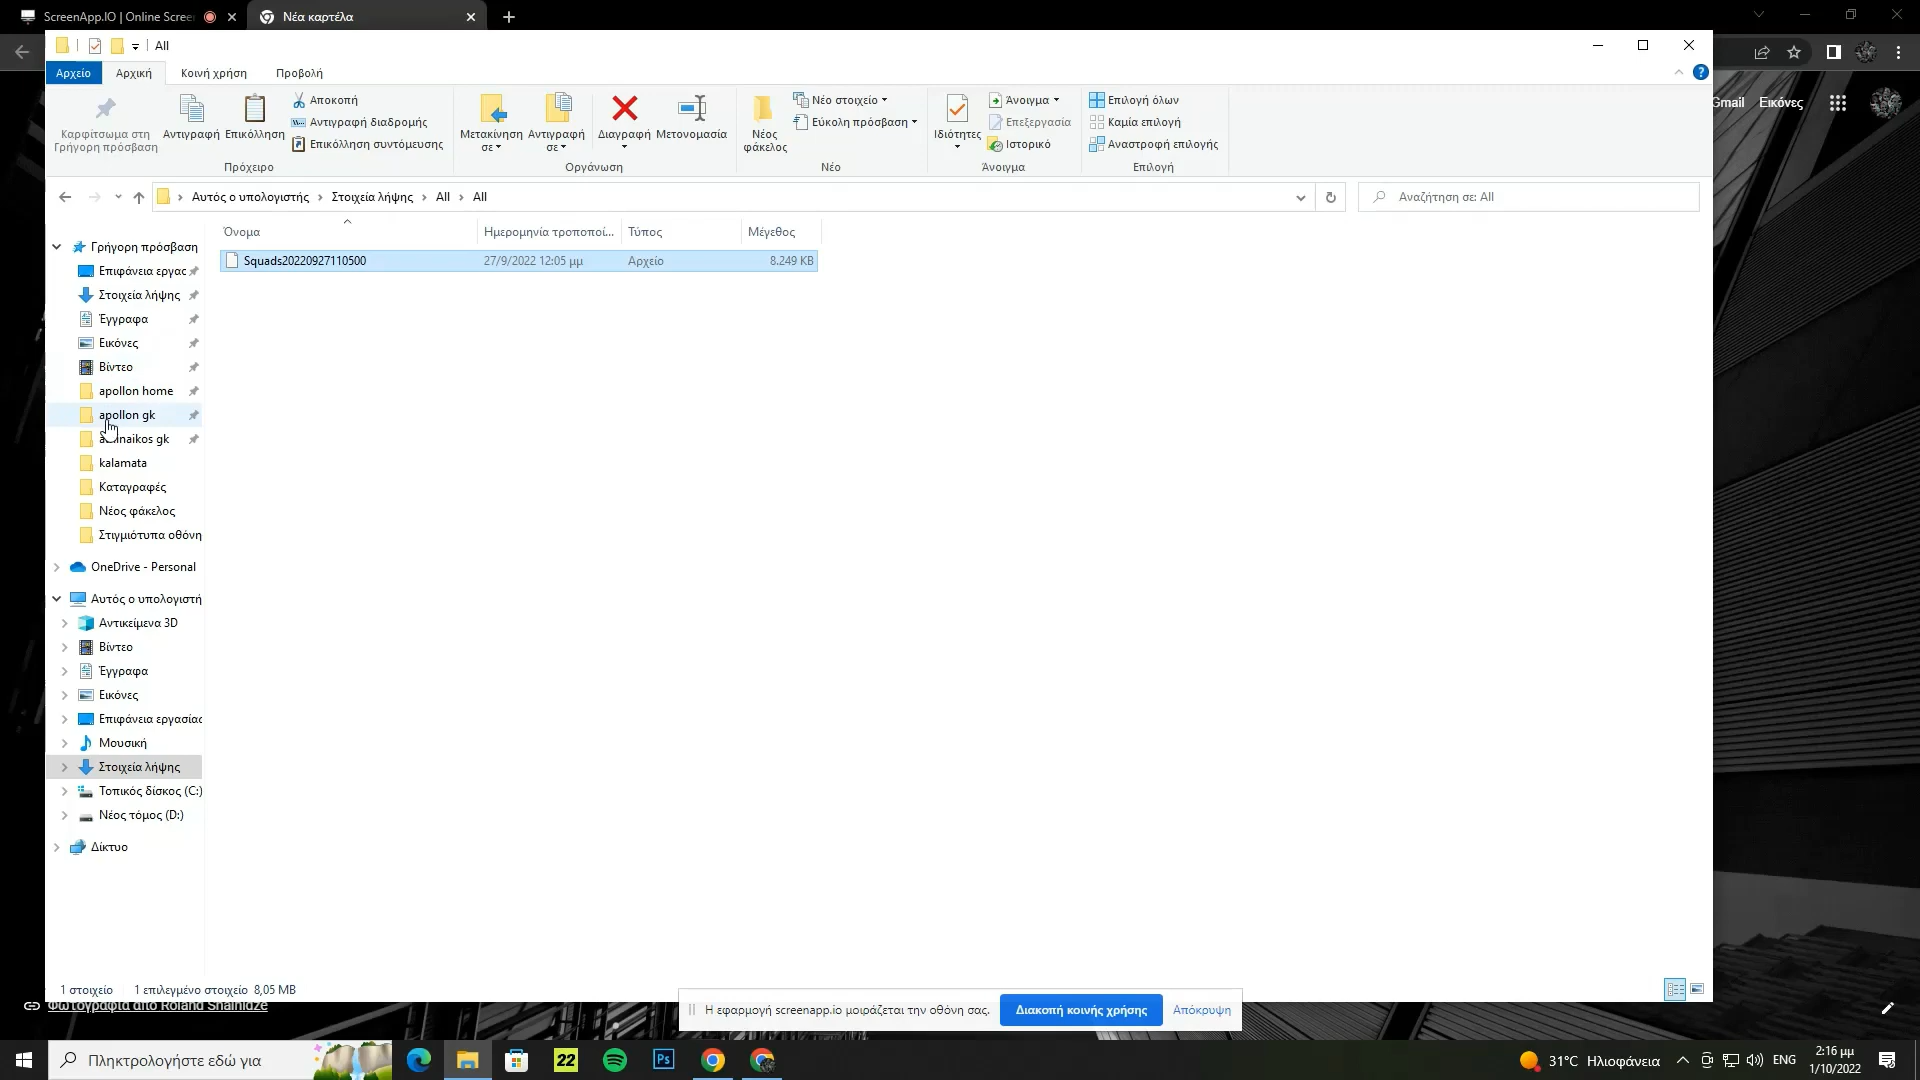 ScreenApp.IO | Online Scree
Νέα καρτέλα
All
Αρχείο
Αρχική
Κοινή χρήση
Προβολή
Καρφίτσωμα στη Γρήγορη πρόσβαση
Αντιγραφή
Επικόλληση
Αποκοπή
Αντιγραφή διαδρομής
Επικόλληση συντόμευσης
Πρόχειρο
Μετακίνηση σε
Αντιγραφή σε
Διαγραφή
Μετονομασία
Οργάνωση
Νέος φάκελος
Νέο στοιχείο
Εύκολη πρόσβαση
Νέο
Ιδιότητες
Άνοιγμα
Επεξεργασία
Ιστορικό
Άνοιγμα
Επιλογή όλων
Καμία επιλογή
Αναστροφή επιλογής
Επιλογή
Gmail
Εικόνες
Αυτός ο υπολογιστής › Στοιχεία λήψης › All › All
Αναζήτηση σε: All
Όνομα
Ημερομηνία τροποποί...
Τύπος
Μέγεθος
Squads20220927110500
27/9/2022 12:05 μμ
Αρχείο
8.249 KB
Γρήγορη πρόσβαση
Επιφάνεια εργας
Στοιχεία λήψης
Έγγραφα
Εικόνες
Βίντεο
apollon home
apollon gk
naikos gk
kalamata
Καταγραφές
Νέος φάκελος
Στιγμιότυπα οθόνη
OneDrive - Personal
Αυτός ο υπολογιστή
Αντικείμενα 3D
Βίντεο
Έγγραφα
Εικόνες
Επιφάνεια εργασίας
Μουσική
Στοιχεία λήψης
Τοπικός δίσκος (C:)
Νέος τόμος (D:)
Δίκτυο
1 στοιχείο
1 επιλεγμένο στοιχείο 8,05 MB
Φωτογραφία από Roland Shainidze
Η εφαρμογή screenapp.io μοιράζεται την οθόνη σας.
Διακοπή κοινής χρήσης
Απόκρυψη
Πληκτρολογήστε εδώ για
22
Ps
31°C Ηλιοφάνεια
ENG
2:16 μμ
1/10/2022